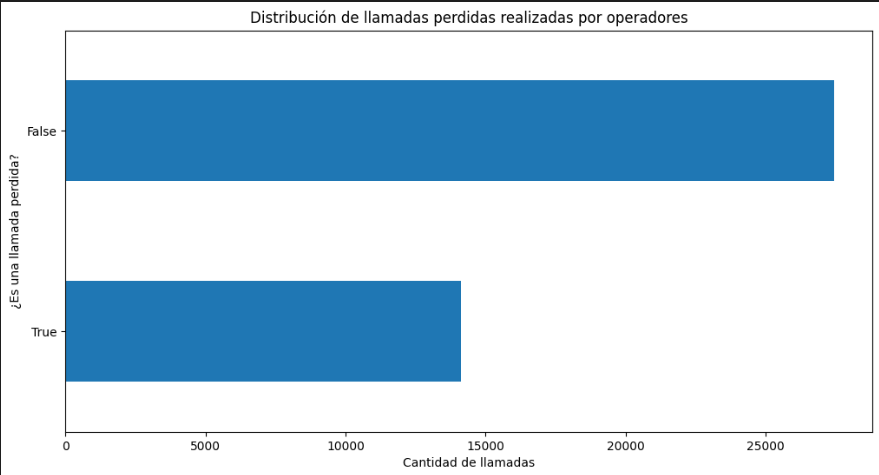 Distribución de llamadas perdidas realizadas por operadores
¿Es una llamada perdida?
False
True
0 5000 10000 15000 20000 25000
Cantidad de llamadas